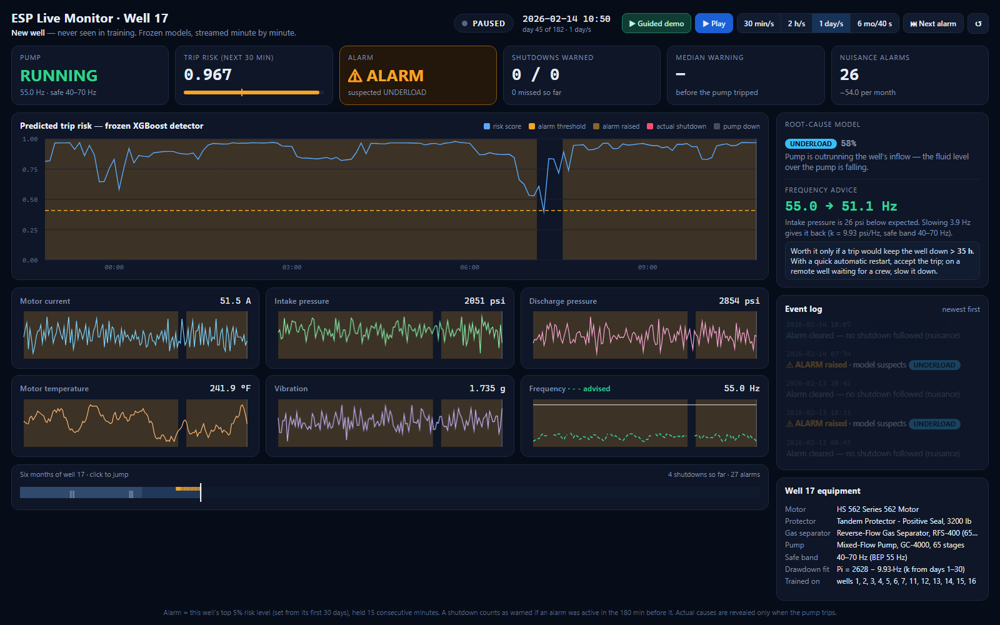 ESP Live Monitor · Well 17
New well — never seen in training. Frozen models, streamed minute by minute.
PAUSED
2026-02-14 10:50
day 45 of 182 · 1 day/s
▶ Guided demo
▶ Play
30 min/s
2 h/s
1 day/s
6 mo/40 s
⏭ Next alarm
↺
PUMP
RUNNING
55.0 Hz · safe 40–70 Hz
TRIP RISK (NEXT 30 MIN)
0.967
ALARM
⚠ ALARM
suspected UNDERLOAD
SHUTDOWNS WARNED
0 / 0
0 missed so far
MEDIAN WARNING
—
before the pump tripped
NUISANCE ALARMS
26
~54.0 per month
Predicted trip risk — frozen XGBoost detector
risk score
alarm threshold
alarm raised
actual shutdown
pump down
1.00
0.75
0.50
0.25
0.00
00:00
03:00
06:00
09:00
ROOT-CAUSE MODEL
UNDERLOAD 58%
Pump is outrunning the well's inflow — the fluid level
over the pump is falling.
FREQUENCY ADVICE
55.0 → 51.1 Hz
Intake pressure is 26 psi below expected. Slowing 3.9 Hz
gives it back (k = 9.93 psi/Hz, safe band 40–70 Hz).
Worth it only if a trip would keep the well down > 35 h.
With a quick automatic restart, accept the trip; on a
remote well waiting for a crew, slow it down.
Motor current
51.5 A
Intake pressure
2051 psi
Discharge pressure
2854 psi
Motor temperature
241.9 °F
Vibration
1.735 g
Frequency · - - advised
55.0 Hz
Event log
newest first
2026-02-14 10:07
Alarm cleared — no shutdown followed (nuisance)
2026-02-14 07:34
⚠ ALARM raised · model suspects UNDERLOAD
2026-02-13 20:42
Alarm cleared — no shutdown followed (nuisance)
2026-02-13 18:33
⚠ ALARM raised · model suspects UNDERLOAD
2026-02-13 00:43
Alarm cleared — no shutdown followed (nuisance)
Six months of well 17 · click to jump
4 shutdowns so far · 27 alarms
Well 17 equipment
Motor HS 562 Series 562 Motor
Protector Tandem Protector - Positive Seal, 3200 lb
Gas separator Reverse-Flow Gas Separator, RFS-400 (65...
Pump Mixed-Flow Pump, GC-4000, 65 stages
Safe band 40–70 Hz (BEP 55 Hz)
Drawdown fit Pi = 2628 − 9.93·Hz (k from days 1–30)
Trained on wells 1, 2, 3, 4, 5, 6, 7, 11, 12, 13, 14, 15, 16
Alarm = this well's top 5% risk level (set from its first 30 days), held 15 consecutive minutes. A shutdown counts as warned if an alarm was active in the 180 min before it. Actual causes are revealed only when the pump trips.